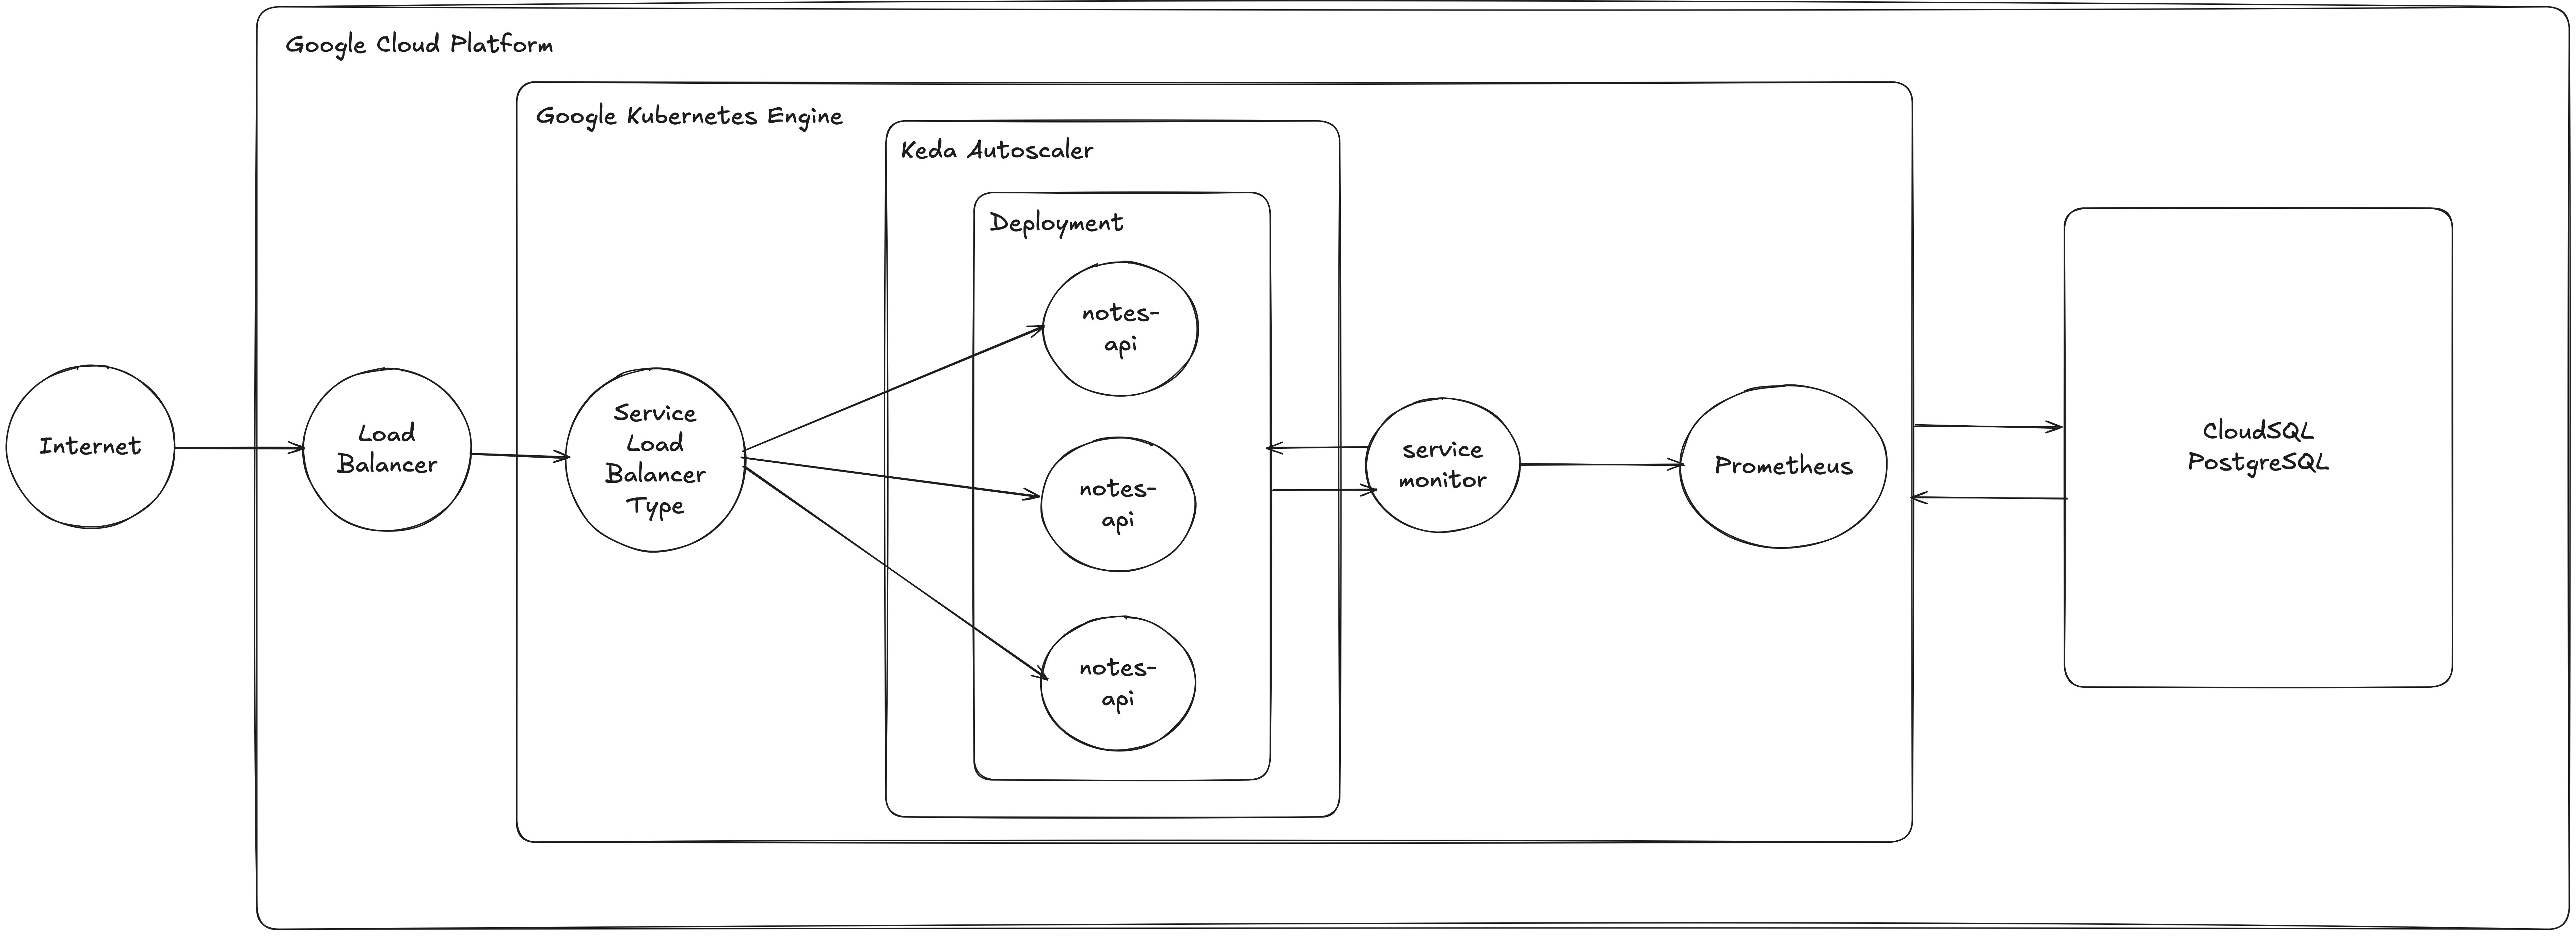 Google Cloud Platform
Google Kubernetes Engine
Keda Autoscaler
Deployment
Internet
Load
Balancer
Service
Load
Balancer
Type
notes-
api
notes-
api
notes-
api
service
monitor
Prometheus
CloudSQL
PostgreSQL